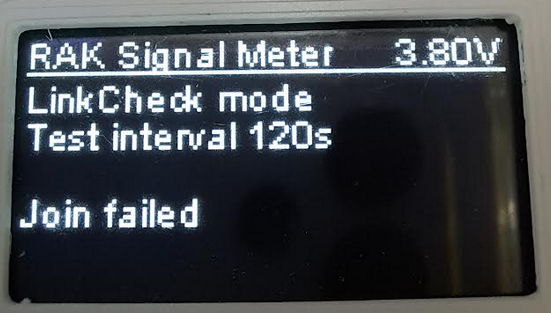 RAK Signal Meter 3.80V
LinkCheck mode
Test interval 120s
Join failed